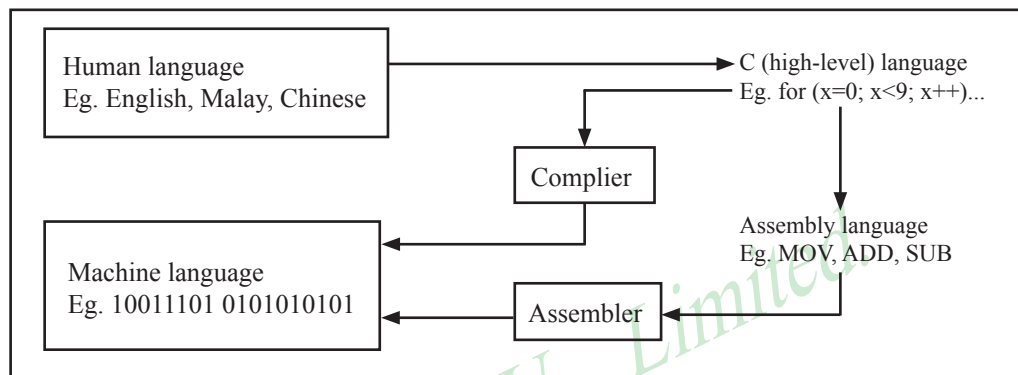 Human language
Eg. English, Malay, Chinese
C (high-level) language
Eg. for (x=0; x<9; x++)...
Complier
Assembly language
Eg. MOV, ADD, SUB
Machine language
Eg. 10011101 0101010101
Assembler
Limited.